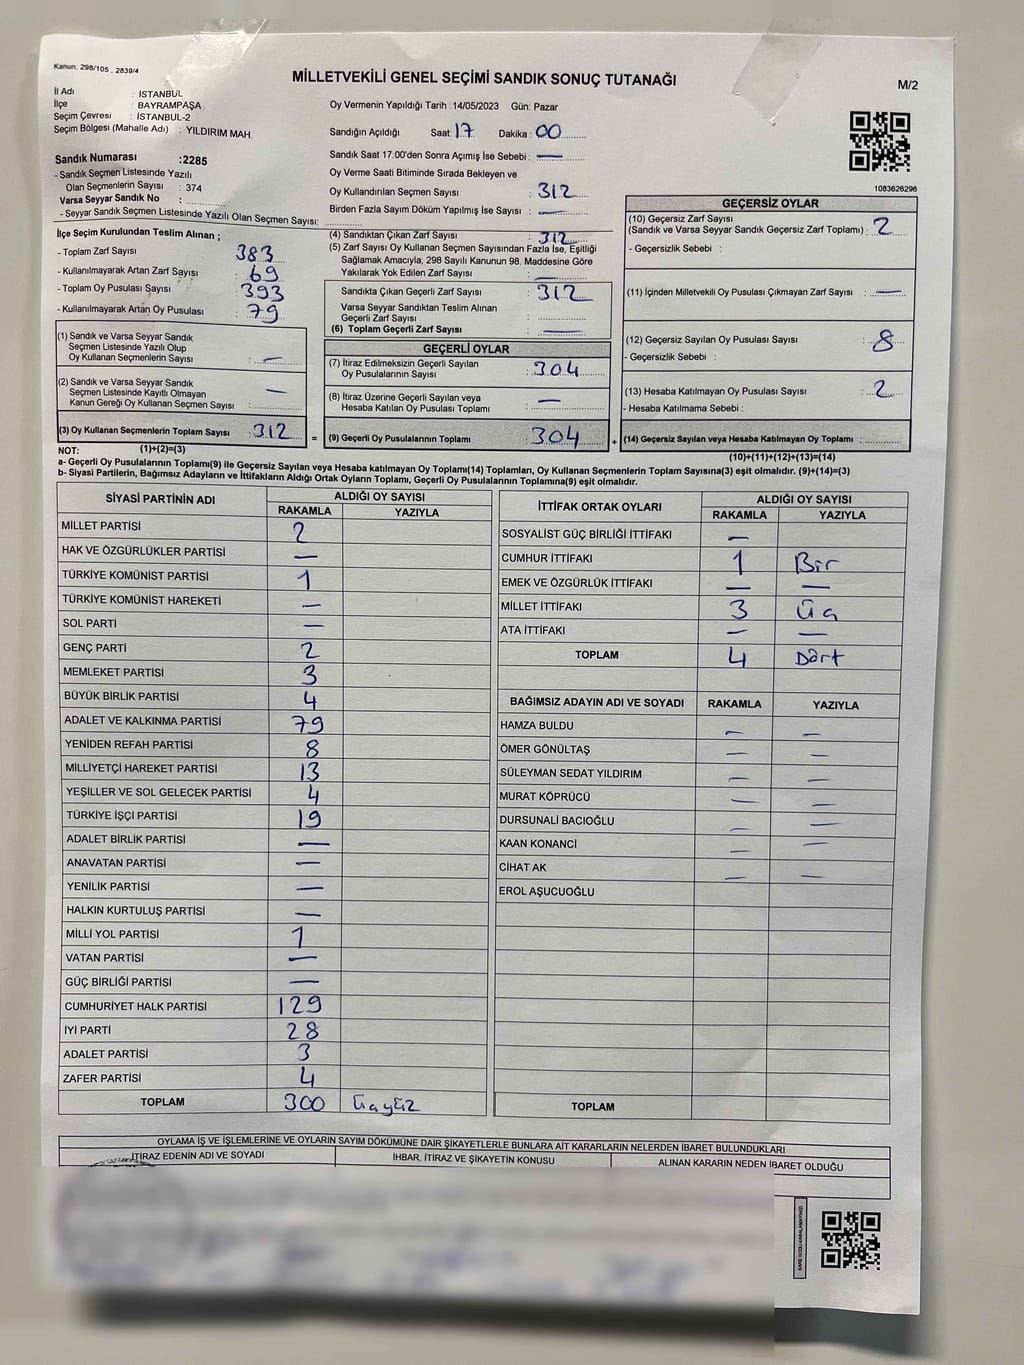 Kanun: 298/105 , 2839/4
MİLLETVEKİLİ GENEL SEÇİMİ SANDIK SONUÇ TUTANAĞI
M/2
İl Adı : İSTANBUL
İlçe : BAYRAMPAŞA
Seçim Çevresi : İSTANBUL-2
Seçim Bölgesi (Mahalle Adı) : YILDIRIM MAH.
Sandık Numarası :2285
- Sandık Seçmen Listesinde Yazılı
Olan Seçmenlerin Sayısı : 374
Varsa Seyyar Sandık No :
- Seyyar Sandık Seçmen Listesinde Yazılı Olan Seçmen Sayısı:
Oy Vermenin Yapıldığı Tarih : 14/05/2023 Gün: Pazar
Sandığın Açıldığı Saat: 17 Dakika : 00
Sandık Saat 17:00'den Sonra Açımış İse Sebebi : —
Oy Verme Saati Bitiminde Sırada Bekleyen ve
Oy Kullandırılan Seçmen Sayısı : 312
Birden Fazla Sayım Döküm Yapılmış İse Sayısı : —
1083626296
İlçe Seçim Kurulundan Teslim Alınan ;
- Toplam Zarf Sayısı : 383
- Kullanılmayarak Artan Zarf Sayısı : 69
- Toplam Oy Pusulası Sayısı : 393
- Kullanılmayarak Artan Oy Pusulası : 79
(1) Sandık ve Varsa Seyyar Sandık
Seçmen Listesinde Yazılı Olup
Oy Kullanan Seçmenlerin Sayısı : —
(2) Sandık ve Varsa Seyyar Sandık
Seçmen Listesinde Kayıtlı Olmayan
Kanun Gereği Oy Kullanan Seçmen Sayısı : —
(3) Oy Kullanan Seçmenlerin Toplam Sayısı : 312
(1)+(2)=(3)
(4) Sandıktan Çıkan Zarf Sayısı : 312
(5) Zarf Sayısı Oy Kullanan Seçmen Sayısından Fazla İse, Eşitliği
Sağlamak Amacıyla, 298 Sayılı Kanunun 98. Maddesine Göre
Yakılarak Yok Edilen Zarf Sayısı : —
Sandıkta Çıkan Geçerli Zarf Sayısı : 312
Varsa Seyyar Sandıktan Teslim Alınan
Geçerli Zarf Sayısı :
(6) Toplam Geçerli Zarf Sayısı : —
GEÇERLİ OYLAR
(7) İtiraz Edilmeksizin Geçerli Sayılan
Oy Pusulalarının Sayısı : 304
(8) İtiraz Üzerine Geçerli Sayılan veya
Hesaba Katılan Oy Pusulası Toplamı : —
= (9) Geçerli Oy Pusulalarının Toplamı : 304
GEÇERSİZ OYLAR
(10) Geçersiz Zarf Sayısı
(Sandık ve Varsa Seyyar Sandık Geçersiz Zarf Toplamı) : 2
- Geçersizlik Sebebi :
(11) İçinden Milletvekili Oy Pusulası Çıkmayan Zarf Sayısı : —
(12) Geçersiz Sayılan Oy Pusulası Sayısı : 8
- Geçersizlik Sebebi :
(13) Hesaba Katılmayan Oy Pusulası Sayısı : 2
- Hesaba Katılmama Sebebi :
+ (14) Geçersiz Sayılan veya Hesaba Katılmayan Oy Toplamı :
(10)+(11)+(12)+(13)=(14)
NOT:
a- Geçerli Oy Pusulalarının Toplamı(9) ile Geçersiz Sayılan veya Hesaba katılmayan Oy Toplamı(14) Toplamları, Oy Kullanan Seçmenlerin Toplam Sayısına(3) eşit olmalıdır. (9)+(14)=(3)
b- Siyasi Partilerin, Bağımsız Adayların ve İttifakların Aldığı Ortak Oyların Toplamı, Geçerli Oy Pusulalarının Toplamına(9) eşit olmalıdır.
SİYASİ PARTİNİN ADI ALDIĞI OY SAYISI
RAKAMLA YAZIYLA
MİLLET PARTİSİ 2
HAK VE ÖZGÜRLÜKLER PARTİSİ —
TÜRKİYE KOMÜNİST PARTİSİ 1
TÜRKİYE KOMÜNİST HAREKETİ —
SOL PARTİ —
GENÇ PARTİ 2
MEMLEKET PARTİSİ 3
BÜYÜK BİRLİK PARTİSİ 4
ADALET VE KALKINMA PARTİSİ 79
YENİDEN REFAH PARTİSİ 8
MİLLİYETÇİ HAREKET PARTİSİ 13
YEŞİLLER VE SOL GELECEK PARTİSİ 4
TÜRKİYE İŞÇİ PARTİSİ 19
ADALET BİRLİK PARTİSİ —
ANAVATAN PARTİSİ —
YENİLİK PARTİSİ —
HALKIN KURTULUŞ PARTİSİ —
MİLLİ YOL PARTİSİ 1
VATAN PARTİSİ —
GÜÇ BİRLİĞİ PARTİSİ —
CUMHURİYET HALK PARTİSİ 129
İYİ PARTİ 28
ADALET PARTİSİ 3
ZAFER PARTİSİ 4
TOPLAM 300 Üçyüz
İTTİFAK ORTAK OYLARI ALDIĞI OY SAYISI
RAKAMLA YAZIYLA
SOSYALİST GÜÇ BİRLİĞİ İTTİFAKI —
CUMHUR İTTİFAKI 1 Bir
EMEK VE ÖZGÜRLÜK İTTİFAKI — —
MİLLET İTTİFAKI 3 Üç
ATA İTTİFAKI — —
TOPLAM 4 Dört
BAĞIMSIZ ADAYIN ADI VE SOYADI RAKAMLA YAZIYLA
HAMZA BULDU — —
ÖMER GÖNÜLTAŞ — —
SÜLEYMAN SEDAT YILDIRIM — —
MURAT KÖPRÜCÜ — —
DURSUNALİ BACIOĞLU — —
KAAN KONANCİ — —
CİHAT AK — —
EROL AŞUCUOĞLU
TOPLAM
OYLAMA İŞ VE İŞLEMLERİNE VE OYLARIN SAYIM DÖKÜMÜNE DAİR ŞİKAYETLERLE BUNLARA AİT KARARLARIN NELERDEN İBARET BULUNDUKLARI
İTİRAZ EDENİN ADI VE SOYADI
İHBAR, İTİRAZ VE ŞİKAYETİN KONUSU
ALINAN KARARIN NEDEN İBARET OLDUĞU
KARE KODU KARALAMAYINIZ!